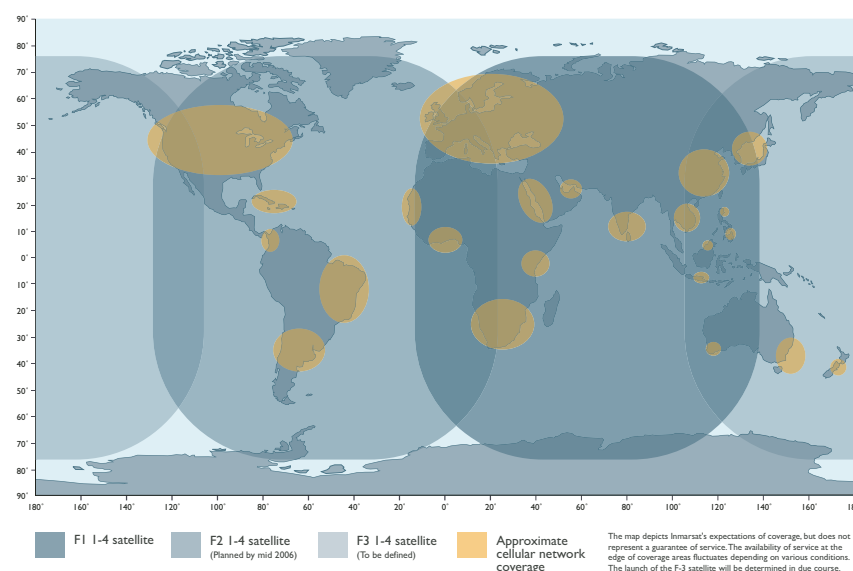 90°
80°
70°
60°
50°
40°
30°
20°
10°
0°
10°
20°
30°
40°
50°
60°
70°
80°
90°
180° 160° 140° 120° 100° 80° 60° 40° 20° 0° 20° 40° 60° 80° 100° 120° 140° 160°
F1 1-4 satellite
F2 1-4 satellite
(Planned by mid 2006)
F3 1-4 satellite
(To be defined)
Approximate
cellular network
coverage
The map depicts Inmarsat's expectations of coverage, but does not
represent a guarantee of service. The availability of service at the
edge of coverage areas fluctuates depending on various conditions.
The launch of the F-3 satellite will be determined in due course.